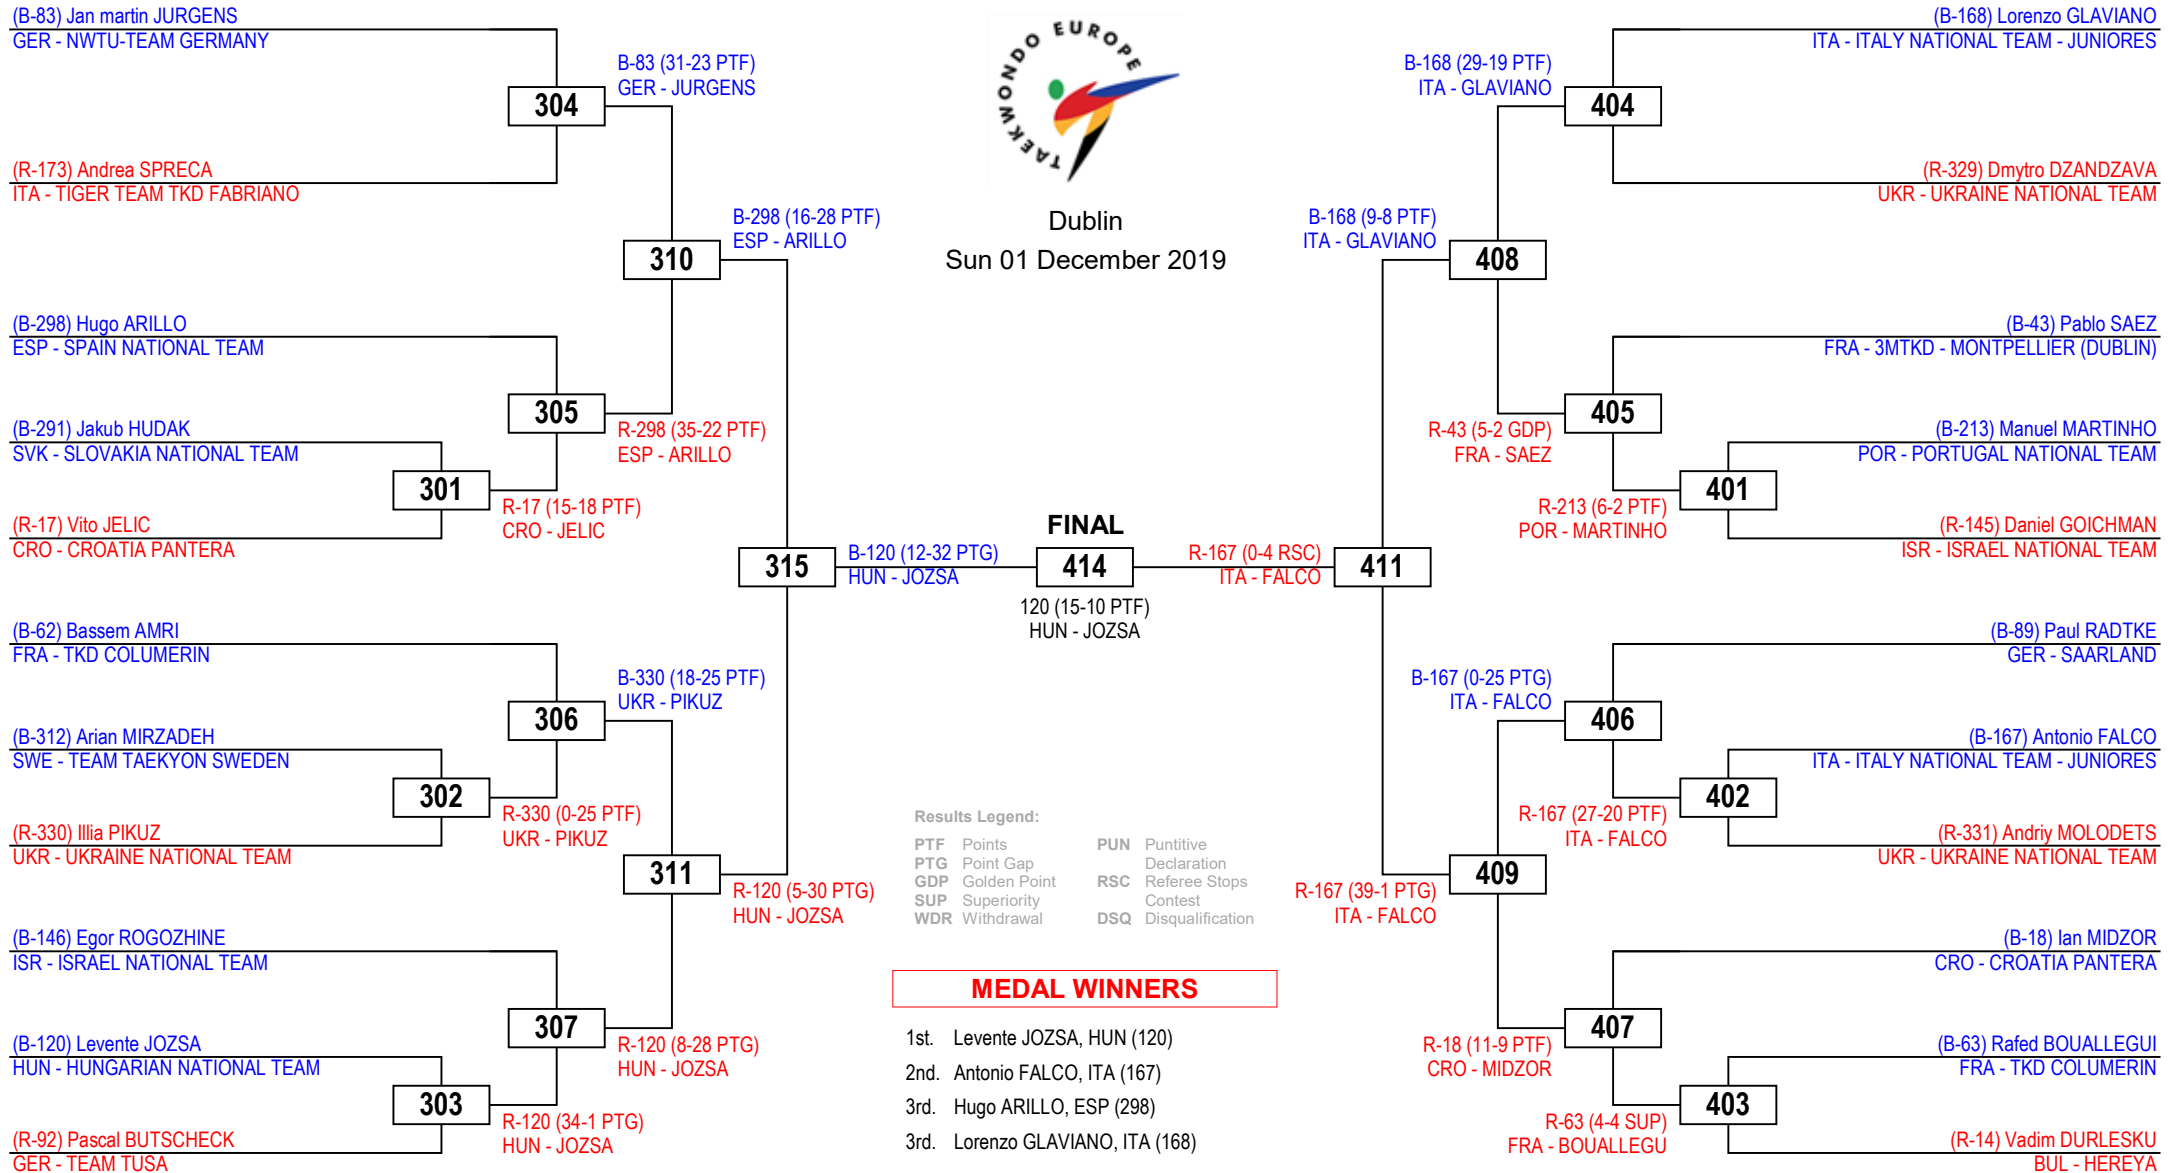 (B-83) Jan martin JURGENS
GER - NWTU-TEAM GERMANY
B-83 (31-23 PTF)
GER - JURGENS
304
(R-173) Andrea SPRECA
ITA - TIGER TEAM TKD FABRIANO
B-298 (16-28 PTF)
ESP - ARILLO
310
(B-298) Hugo ARILLO
ESP - SPAIN NATIONAL TEAM
305
R-298 (35-22 PTF)
ESP - ARILLO
(B-291) Jakub HUDAK
SVK - SLOVAKIA NATIONAL TEAM
301
R-17 (15-18 PTF)
CRO - JELIC
(R-17) Vito JELIC
CRO - CROATIA PANTERA
315
B-120 (12-32 PTG)
HUN - JOZSA
(B-62) Bassem AMRI
FRA - TKD COLUMERIN
B-330 (18-25 PTF)
UKR - PIKUZ
306
(B-312) Arian MIRZADEH
SWE - TEAM TAEKYON SWEDEN
302
R-330 (0-25 PTF)
UKR - PIKUZ
(R-330) Illia PIKUZ
UKR - UKRAINE NATIONAL TEAM
311
R-120 (5-30 PTG)
HUN - JOZSA
(B-146) Egor ROGOZHINE
ISR - ISRAEL NATIONAL TEAM
307
R-120 (8-28 PTG)
HUN - JOZSA
(B-120) Levente JOZSA
HUN - HUNGARIAN NATIONAL TEAM
303
R-120 (34-1 PTG)
HUN - JOZSA
(R-92) Pascal BUTSCHECK
GER - TEAM TUSA
TAEKWONDO EUROPE
Dublin
Sun 01 December 2019
FINAL
414
120 (15-10 PTF)
HUN - JOZSA
Results Legend:
PTF Points
PTG Point Gap
GDP Golden Point
SUP Superiority
WDR Withdrawal
PUN Puntitive
Declaration
RSC Referee Stops
Contest
DSQ Disqualification
MEDAL WINNERS
1st. Levente JOZSA, HUN (120)
2nd. Antonio FALCO, ITA (167)
3rd. Hugo ARILLO, ESP (298)
3rd. Lorenzo GLAVIANO, ITA (168)
(B-168) Lorenzo GLAVIANO
ITA - ITALY NATIONAL TEAM - JUNIORES
B-168 (29-19 PTF)
ITA - GLAVIANO
404
(R-329) Dmytro DZANDZAVA
UKR - UKRAINE NATIONAL TEAM
B-168 (9-8 PTF)
ITA - GLAVIANO
408
(B-43) Pablo SAEZ
FRA - 3MTKD - MONTPELLIER (DUBLIN)
405
R-43 (5-2 GDP)
FRA - SAEZ
(B-213) Manuel MARTINHO
POR - PORTUGAL NATIONAL TEAM
401
R-213 (6-2 PTF)
POR - MARTINHO
(R-145) Daniel GOICHMAN
ISR - ISRAEL NATIONAL TEAM
R-167 (0-4 RSC)
ITA - FALCO
411
(B-89) Paul RADTKE
GER - SAARLAND
B-167 (0-25 PTG)
ITA - FALCO
406
(B-167) Antonio FALCO
ITA - ITALY NATIONAL TEAM - JUNIORES
402
R-167 (27-20 PTF)
ITA - FALCO
(R-331) Andriy MOLODETS
UKR - UKRAINE NATIONAL TEAM
409
R-167 (39-1 PTG)
ITA - FALCO
(B-18) Ian MIDZOR
CRO - CROATIA PANTERA
407
R-18 (11-9 PTF)
CRO - MIDZOR
(B-63) Rafed BOUALLEGUI
FRA - TKD COLUMERIN
403
R-63 (4-4 SUP)
FRA - BOUALLEGU
(R-14) Vadim DURLESKU
BUL - HEREYA